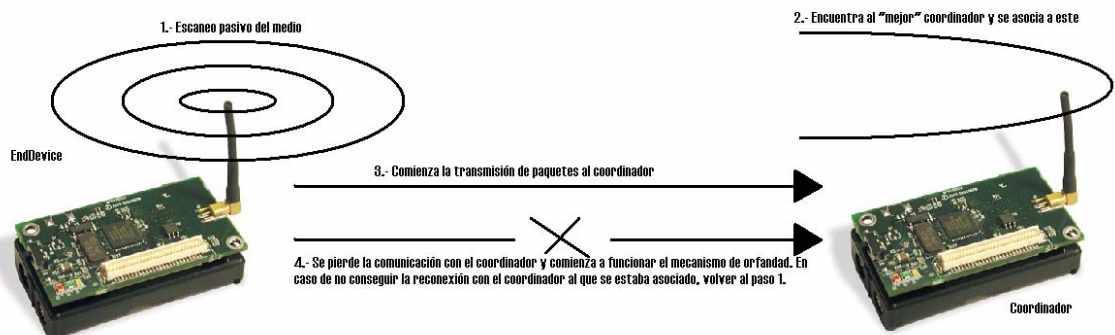 1.- Escaneo pasivo del medio
2.- Encuentra al "mejor" coordinador y se asocia a este
EndDevice
3.- Comienza la transmisión de paquetes al coordinador
4.- Se pierde la comunicación con el coordinador y comienza a funcionar el mecanismo de orfandad. En
caso de no conseguir la reconexión con el coordinador al que se estaba asociado, volver al paso 1.
Coordinador